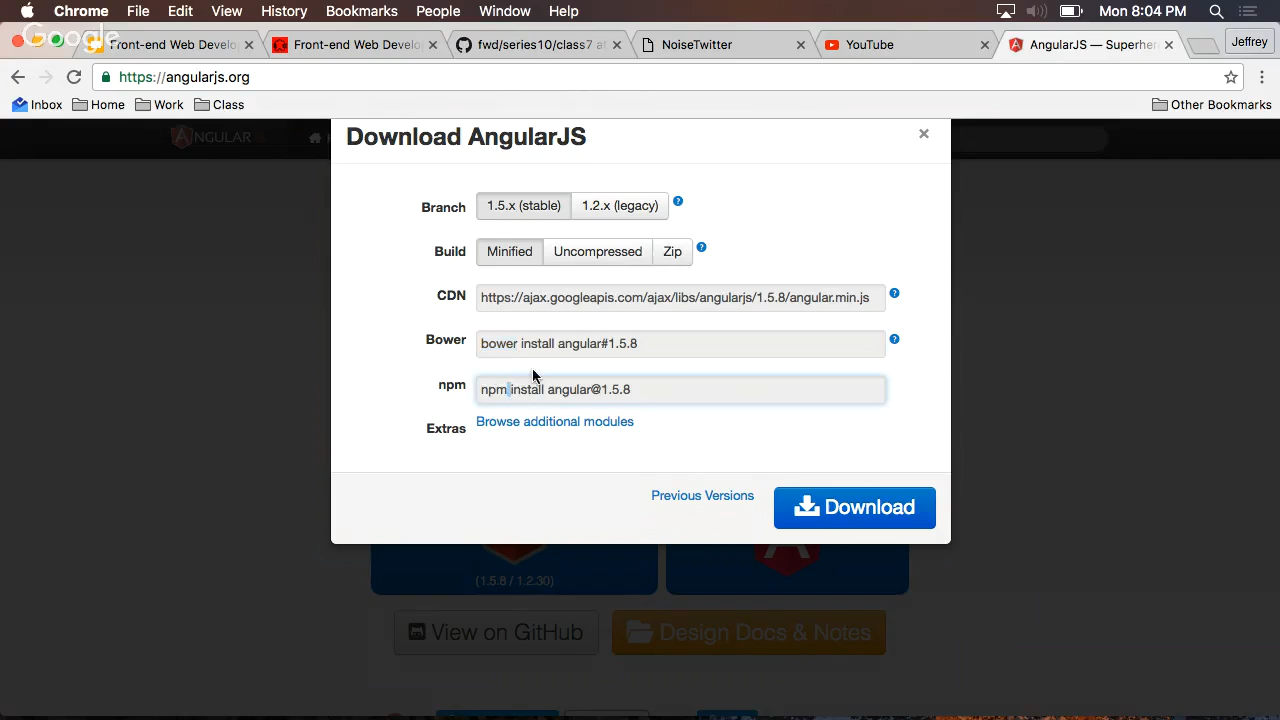 Chrome File Edit View History Bookmarks People Window Help Mon 8:04 PM
Google
Front-end Web Develo Front-end Web Develo fwd/series10/class7 at NoiseTwitter YouTube AngularJS — Superher Jeffrey
https://angularjs.org
Inbox Home Work Class Other Bookmarks
NGULAR
Download AngularJS ×
Branch 1.5.x (stable) 1.2.x (legacy) ?
Build Minified Uncompressed Zip ?
CDN https://ajax.googleapis.com/ajax/libs/angularjs/1.5.8/angular.min.js ?
Bower bower install angular#1.5.8 ?
npm npm install angular@1.5.8
Extras Browse additional modules
Previous Versions Download
(1.5.8 / 1.2.30)
View on GitHub Design Docs & Notes